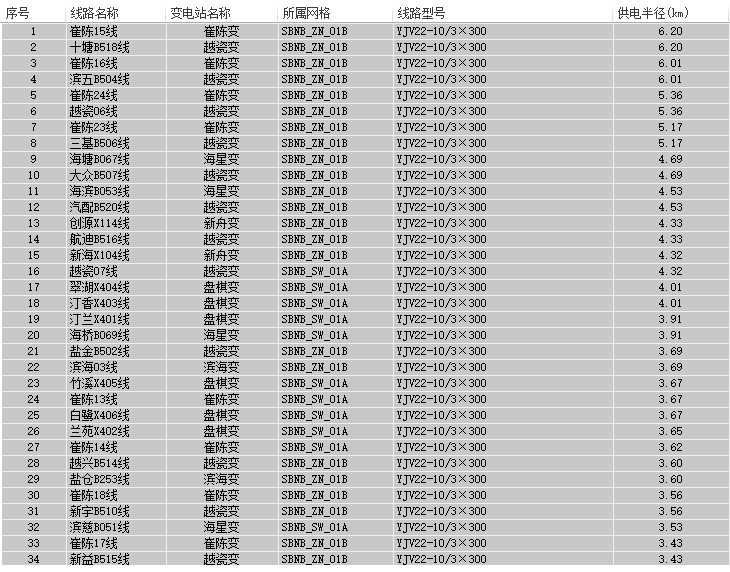 序号 线路名称 变电站名称 所属网格 线路型号 供电半径(km)
1 崔陈15线 崔陈变 SBNB_ZN_01B YJV22-10/3×300 6.20
2 十塘B518线 越瓷变 SBNB_ZN_01B YJV22-10/3×300 6.20
3 崔陈16线 崔陈变 SBNB_ZN_01B YJV22-10/3×300 6.01
4 滨五B504线 越瓷变 SBNB_ZN_01B YJV22-10/3×300 6.01
5 崔陈24线 崔陈变 SBNB_ZN_01B YJV22-10/3×300 5.36
6 越瓷06线 越瓷变 SBNB_ZN_01B YJV22-10/3×300 5.36
7 崔陈23线 崔陈变 SBNB_ZN_01B YJV22-10/3×300 5.17
8 三基B506线 越瓷变 SBNB_ZN_01B YJV22-10/3×300 5.17
9 海塘B067线 海星变 SBNB_ZN_01B YJV22-10/3×300 4.69
10 大众B507线 越瓷变 SBNB_ZN_01B YJV22-10/3×300 4.69
11 海滨B053线 海星变 SBNB_ZN_01B YJV22-10/3×300 4.53
12 汽配B520线 越瓷变 SBNB_ZN_01B YJV22-10/3×300 4.53
13 创源X114线 新舟变 SBNB_ZN_01B YJV22-10/3×300 4.33
14 航迪B516线 越瓷变 SBNB_ZN_01B YJV22-10/3×300 4.33
15 新海X104线 新舟变 SBNB_ZN_01B YJV22-10/3×300 4.32
16 越瓷07线 越瓷变 SBNB_SW_01A YJV22-10/3×300 4.32
17 翠湖X404线 盘棋变 SBNB_SW_01A YJV22-10/3×300 4.01
18 汀香X403线 盘棋变 SBNB_SW_01A YJV22-10/3×300 4.01
19 汀兰X401线 盘棋变 SBNB_SW_01A YJV22-10/3×300 3.91
20 海桥B069线 海星变 SBNB_SW_01A YJV22-10/3×300 3.91
21 盐金B502线 越瓷变 SBNB_ZN_01B YJV22-10/3×300 3.69
22 滨海03线 滨海变 SBNB_ZN_01B YJV22-10/3×300 3.69
23 竹溪X405线 盘棋变 SBNB_SW_01A YJV22-10/3×300 3.67
24 崔陈13线 崔陈变 SBNB_SW_01A YJV22-10/3×300 3.67
25 白鹭X406线 盘棋变 SBNB_SW_01A YJV22-10/3×300 3.67
26 兰苑X402线 盘棋变 SBNB_SW_01A YJV22-10/3×300 3.65
27 崔陈14线 崔陈变 SBNB_SW_01A YJV22-10/3×300 3.62
28 越兴B514线 越瓷变 SBNB_ZN_01B YJV22-10/3×300 3.60
29 盐仓B253线 滨海变 SBNB_ZN_01B YJV22-10/3×300 3.60
30 崔陈18线 崔陈变 SBNB_ZN_01B YJV22-10/3×300 3.56
31 新宇B510线 越瓷变 SBNB_ZN_01B YJV22-10/3×300 3.56
32 滨慈B051线 海星变 SBNB_SW_01A YJV22-10/3×300 3.53
33 崔陈17线 崔陈变 SBNB_ZN_01B YJV22-10/3×300 3.43
34 新益B515线 越瓷变 SBNB_ZN_01B YJV22-10/3×300 3.43